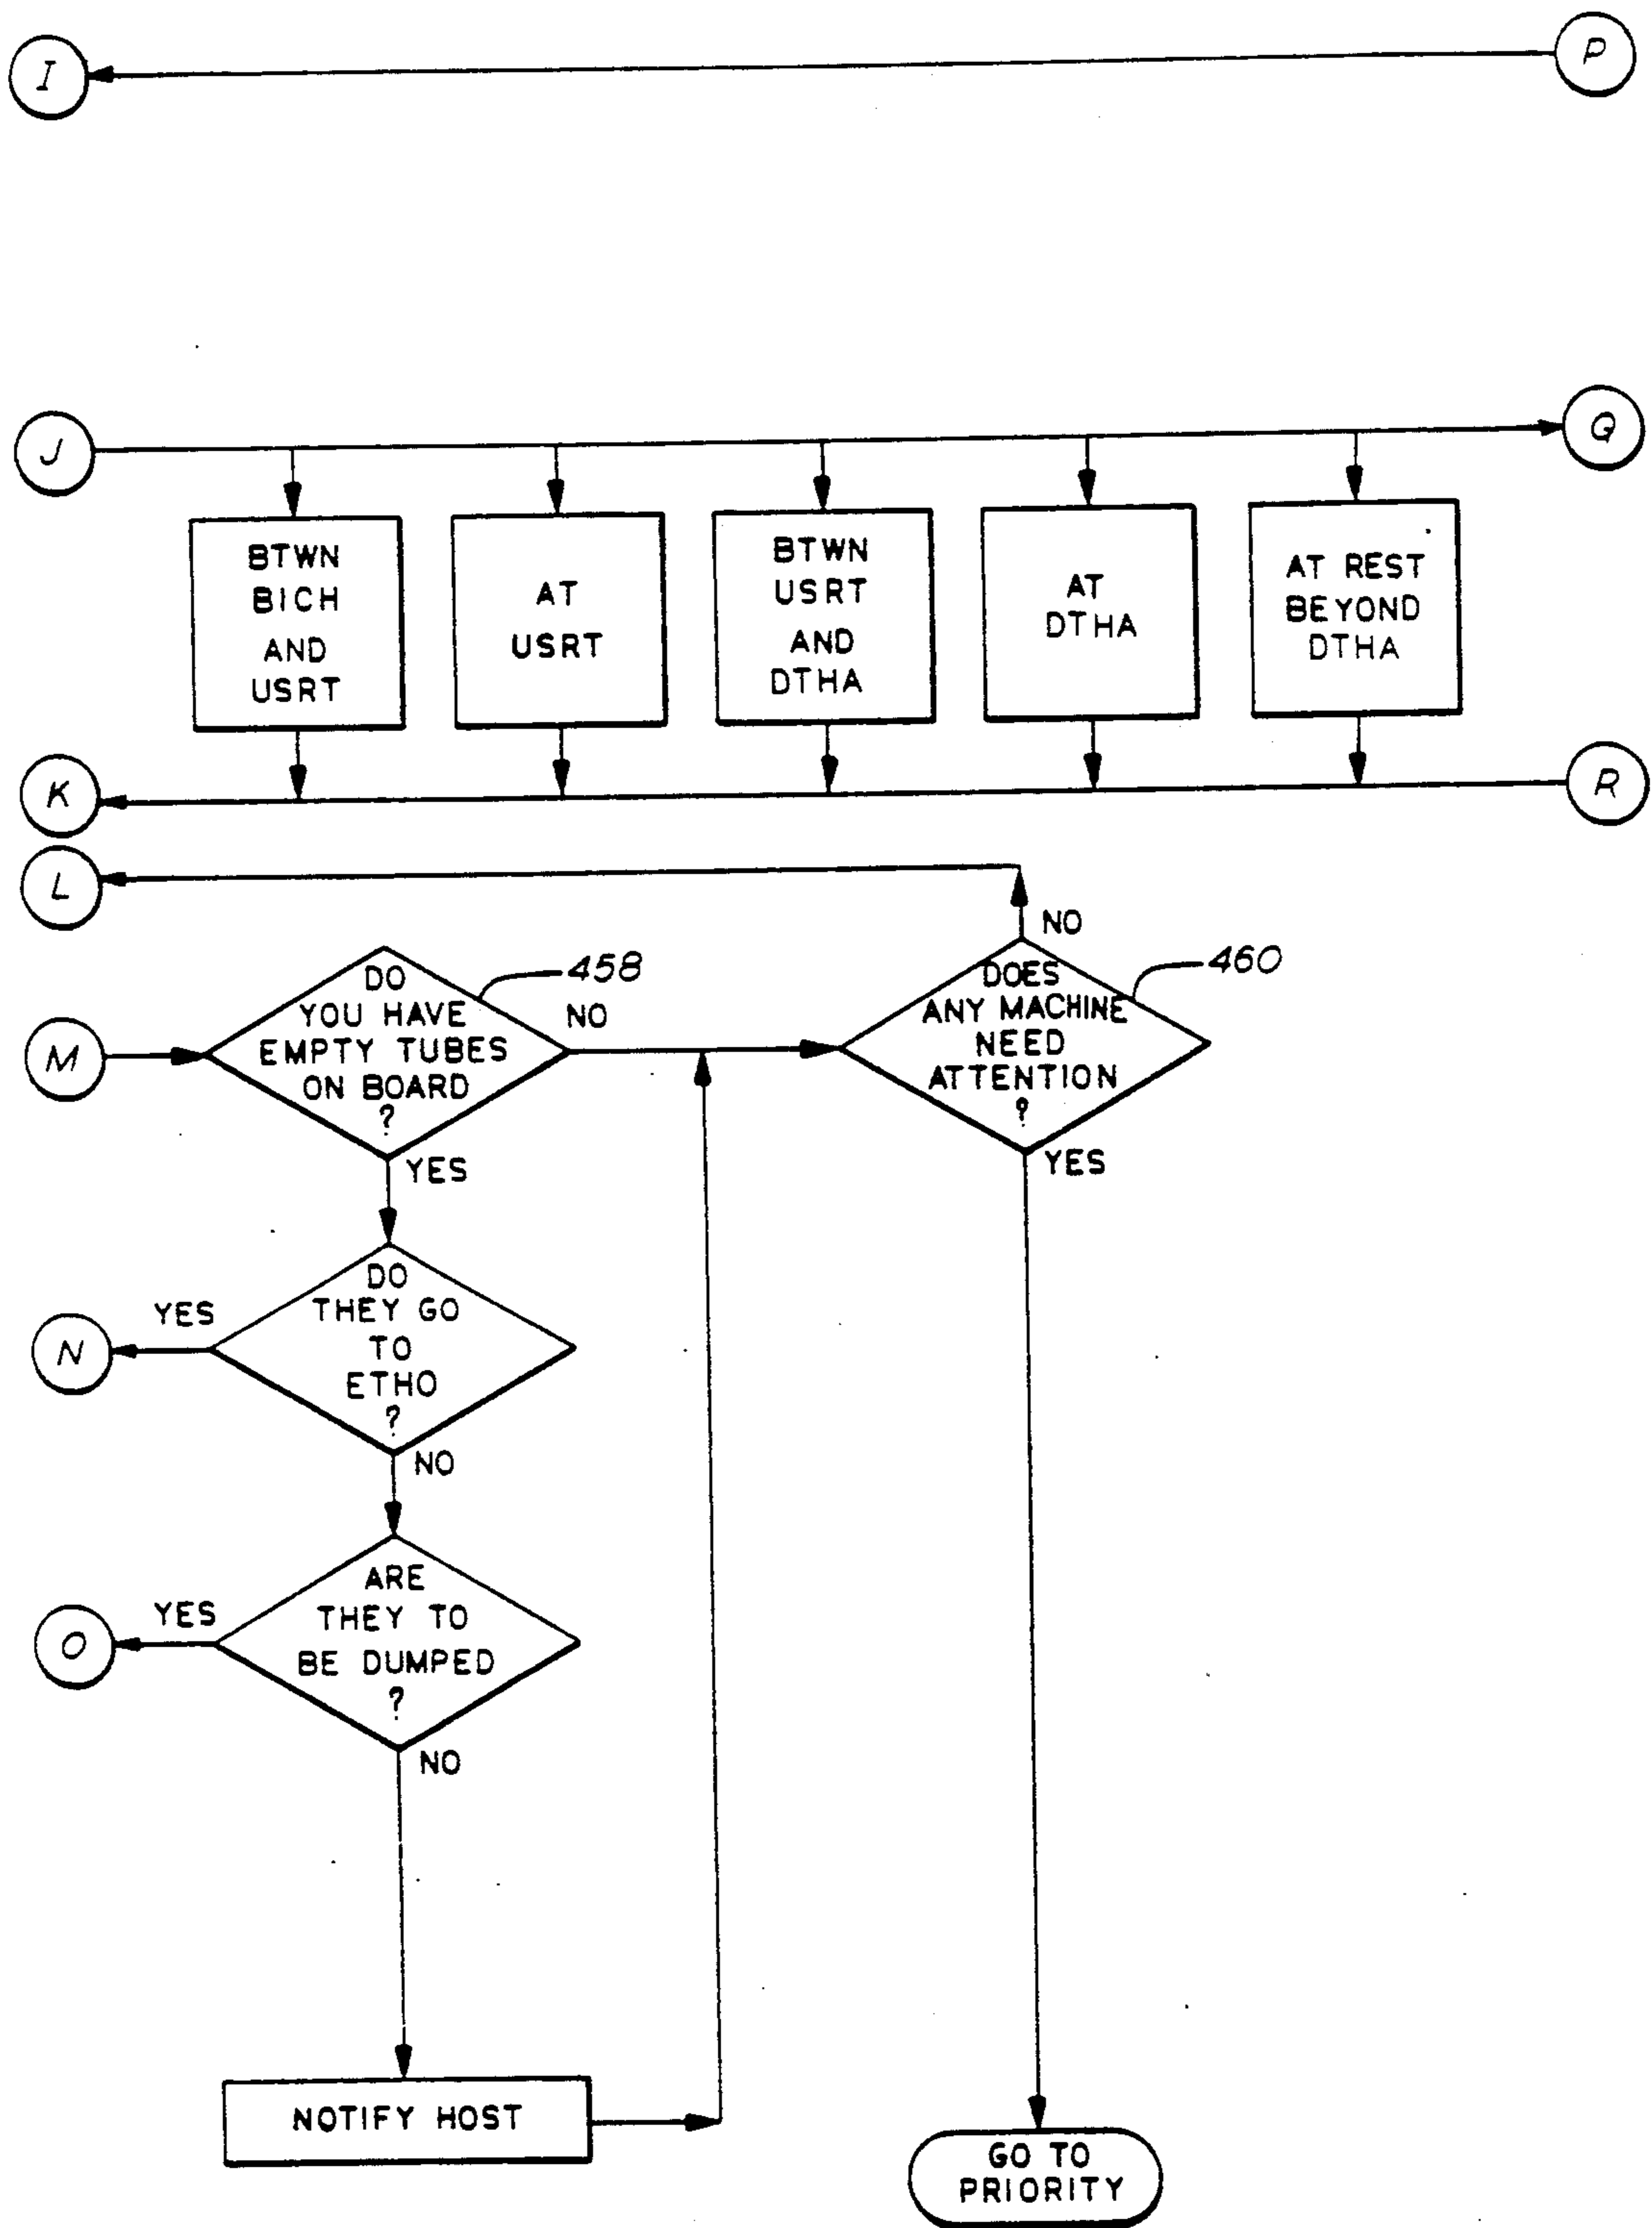 I
P
J
Q
BTWN
BICH
AND
USRT
AT
USRT
BTWN
USRT
AND
DTHA
AT
DTHA
AT REST
BEYOND
DTHA
K
R
L
M
DO
YOU HAVE
EMPTY TUBES
ON BOARD
?
458
NO
YES
DOES
ANY MACHINE
NEED
ATTENTION
?
460
NO
YES
N
YES
DO
THEY GO
TO
ETHO
?
NO
O
YES
ARE
THEY TO
BE DUMPED
?
NO
NOTIFY HOST
GO TO
PRIORITY